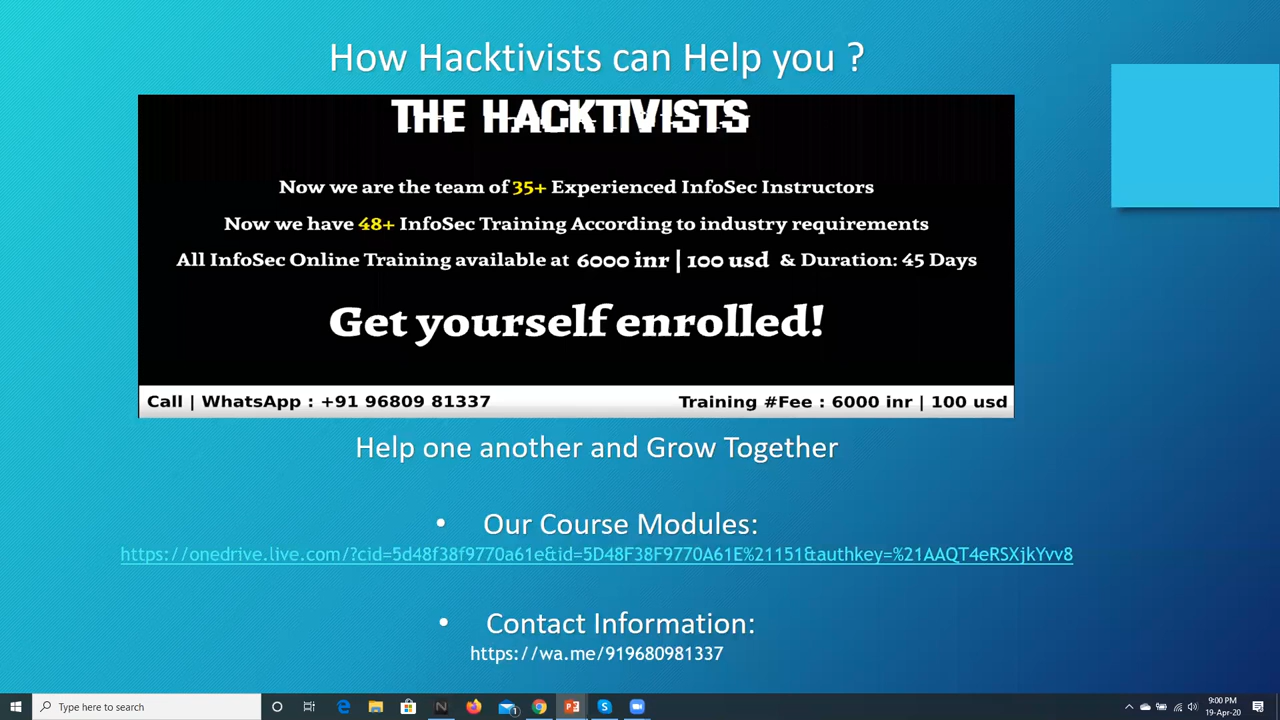 How Hacktivists can Help you ?
THE HACKTIVISTS
Now we are the team of 35+ Experienced InfoSec Instructors
Now we have 48+ InfoSec Training According to industry requirements
All InfoSec Online Training available at 6000 inr | 100 usd & Duration: 45 Days
Get yourself enrolled!
Call | WhatsApp : +91 96809 81337
Training #Fee : 6000 inr | 100 usd
Help one another and Grow Together
• Our Course Modules:
https://onedrive.live.com/?cid=5d48f38f9770a61e&id=5D48F38F9770A61E%21151&authkey=%21AAQT4eRSXjkYvv8
• Contact Information:
https://wa.me/919680981337
Type here to search
1
9:00 PM
19-Apr-20